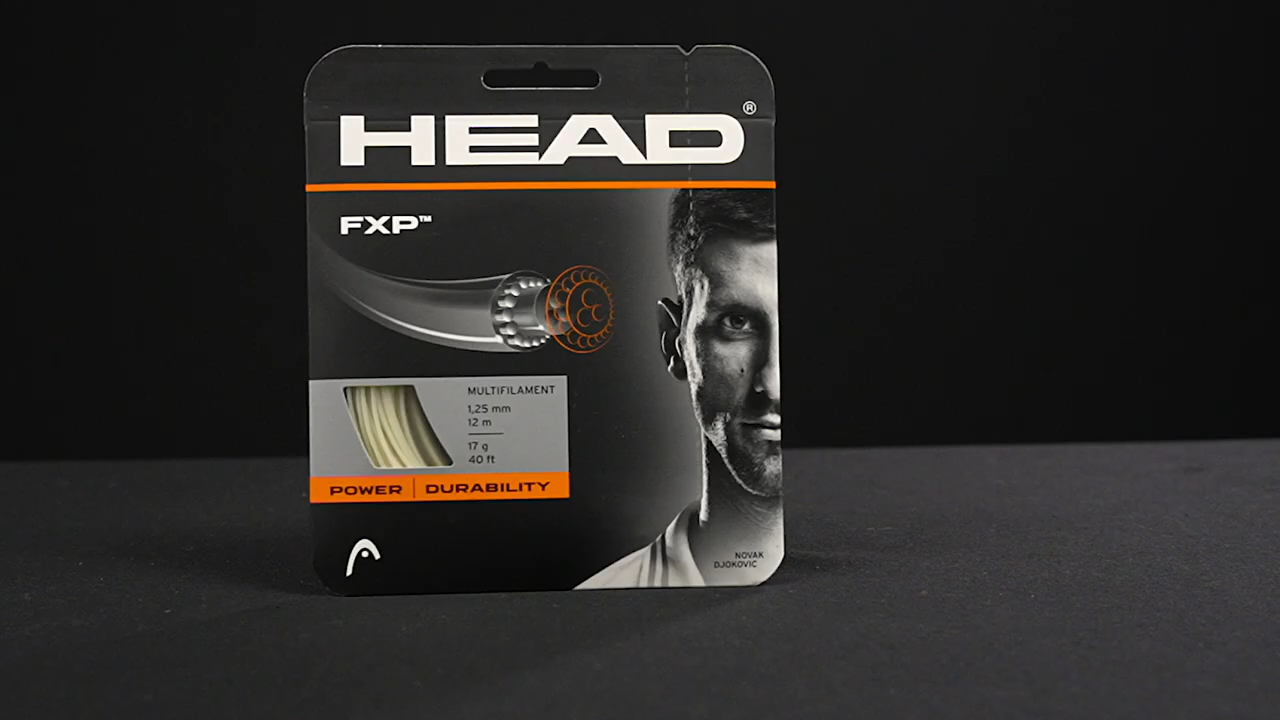 HEAD®
FXP™
MULTIFILAMENT
1,25 mm
12 m
17 g
40 ft
POWER | DURABILITY
NOVAK
DJOKOVIC